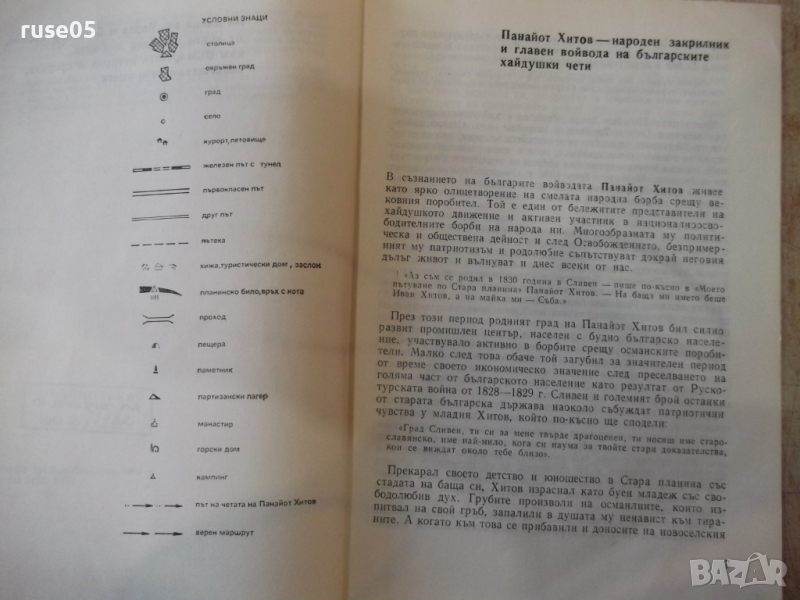 ruse05
УСЛОВНИ ЗНАЦИ
столица
окръжен град
град
село
курорт, летовище
железен път с тунел
първокласен път
друг път
пътека
хижа, туристически дом, заслон
планинско било, връх с кота
проход
пещера
паметник
партизански лагер
манастир
горски дом
кампинг
път на четата на Панайот Хитов
верен маршрут
Панайот Хитов — народен закрилник
и главен войвода на българските
хайдушки чети
В съзнанието на българите войводата Панайот Хитов живее
като ярко олицетворение на смелата народна борба срещу ве-
ковния поробител. Той е един от бележитите представители на
хайдушкото движение и активен участник в националноосво-
бодителните борби на народа ни. Многообразната му полити-
ческа и обществена дейност и след Освобождението, безпример-
ният му патриотизъм и родолюбие съпътствуват докрай неговия
дълъг живот и вълнуват и днес всеки от нас.
«Аз съм се родил в 1830 година в Сливен — пише по-късно в «Моето
пътуване по Стара планина» Панайот Хитов. — На баща ми името беше
Иван Хитов, а на майка ми — Съба.»
През този период родният град на Панайот Хитов бил силно
развит промишлен център, населен с будно българско населе-
ние, участвувало активно в борбите срещу османските пороби-
тели. Малко след това обаче той загубил за значителен период
от време своето икономическо значение след преселването на
голяма част от българското население като резултат от Руско-
турската война от 1828—1829 г. Сливен и големият брой останки
от старата българска държава наоколо събуждат патриотични
чувства у младия Хитов, който по-късно ще сподели:
«Град Сливен, ти си за мене твърде драгоценен, ти носиш име старо-
славянско, име най-мило, кога си наума за твойте стари доказателства,
кои се виждат около тебе близо».
Прекарал своето детство и юношество в Стара планина със
стадата на баща си, Хитов израснал като буен младеж със сво-
бодолюбив дух. Грубите произволи на османлиите, които из-
питвал на свой гръб, запалили в душата му ненавист към тира-
ните. А когато към това се прибавили и доносите на новоселския
BAZAR